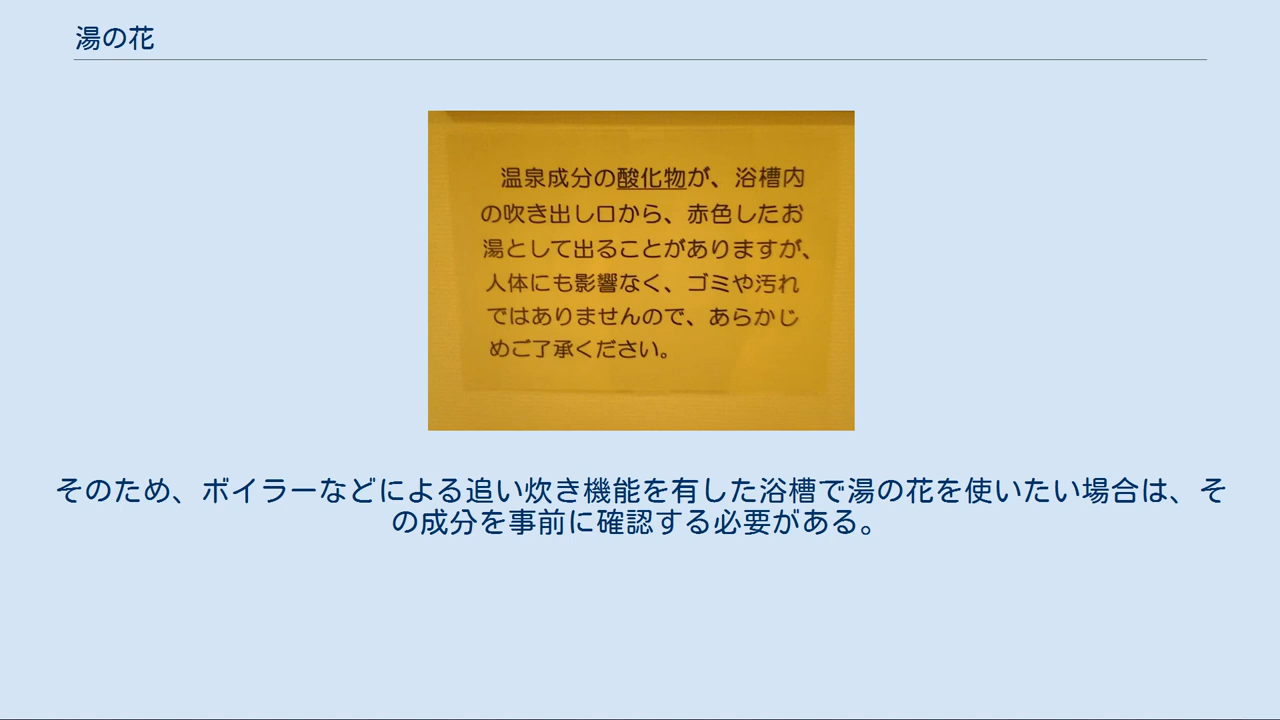 湯の花
温泉成分の酸化物が、浴槽内
の吹き出し口から、赤色したお
湯として出ることがありますが、
人体にも影響なく、ゴミや汚れ
ではありませんので、あらかじ
めご了承ください。
そのため、ボイラーなどによる追い炊き機能を有した浴槽で湯の花を使いたい場合は、そ
の成分を事前に確認する必要がある。